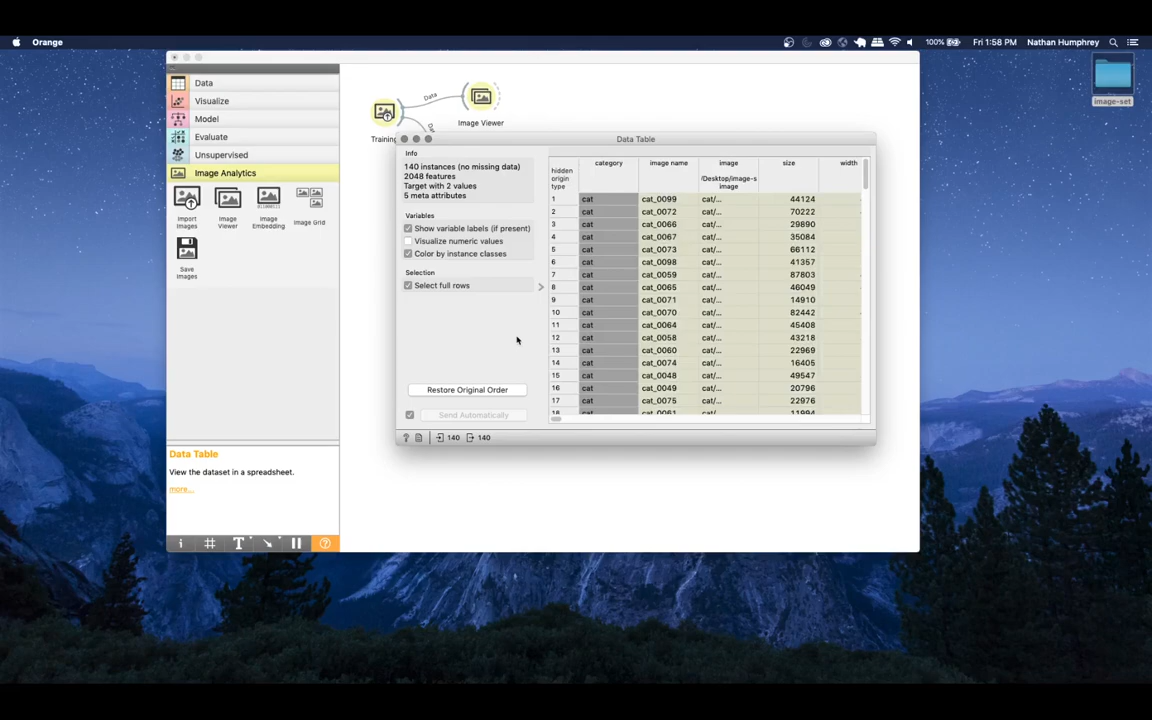 Orange
100%
Fri 1:58 PM
Nathan Humphrey
image-set
Data
Visualize
Model
Evaluate
Unsupervised
Image Analytics
Import
Images
Image
Viewer
Image
Embedding
Image Grid
Save
Images
Data Table
View the dataset in a spreadsheet.
more...
Data
Image Viewer
Training
Data Table
Info
140 instances (no missing data)
2048 features
Target with 2 values
5 meta attributes
Variables
Show variable labels (if present)
Visualize numeric values
Color by instance classes
Selection
Select full rows
Restore Original Order
Send Automatically
140
140
hidden
origin
type
category
image name
image
/Desktop/image-s
image
size
width
1 cat cat_0099 cat/... 44124
2 cat cat_0072 cat/... 70222
3 cat cat_0066 cat/... 29890
4 cat cat_0067 cat/... 35084
5 cat cat_0073 cat/... 66112
6 cat cat_0098 cat/... 41357
7 cat cat_0059 cat/... 87803
8 cat cat_0065 cat/... 46049
9 cat cat_0071 cat/... 14910
10 cat cat_0070 cat/... 82442
11 cat cat_0064 cat/... 45408
12 cat cat_0058 cat/... 43218
13 cat cat_0060 cat/... 22969
14 cat cat_0074 cat/... 16405
15 cat cat_0048 cat/... 49547
16 cat cat_0049 cat/... 20796
17 cat cat_0075 cat/... 22976
18 cat cat_0061 cat/... 11994